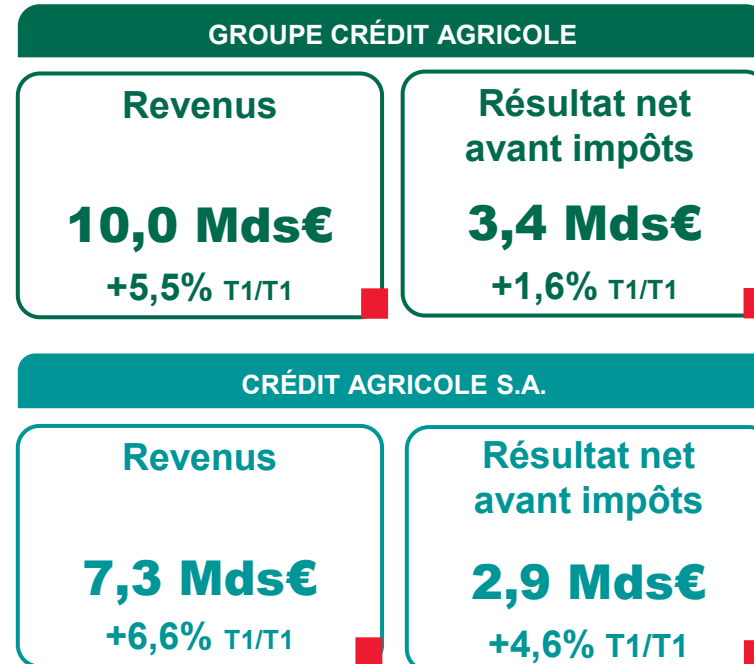 GROUPE CRÉDIT AGRICOLE
Revenus
10,0 Mds€
+5,5% T1/T1
Résultat net
avant impôts
3,4 Mds€
+1,6% T1/T1
CRÉDIT AGRICOLE S.A.
Revenus
7,3 Mds€
+6,6% T1/T1
Résultat net
avant impôts
2,9 Mds€
+4,6% T1/T1